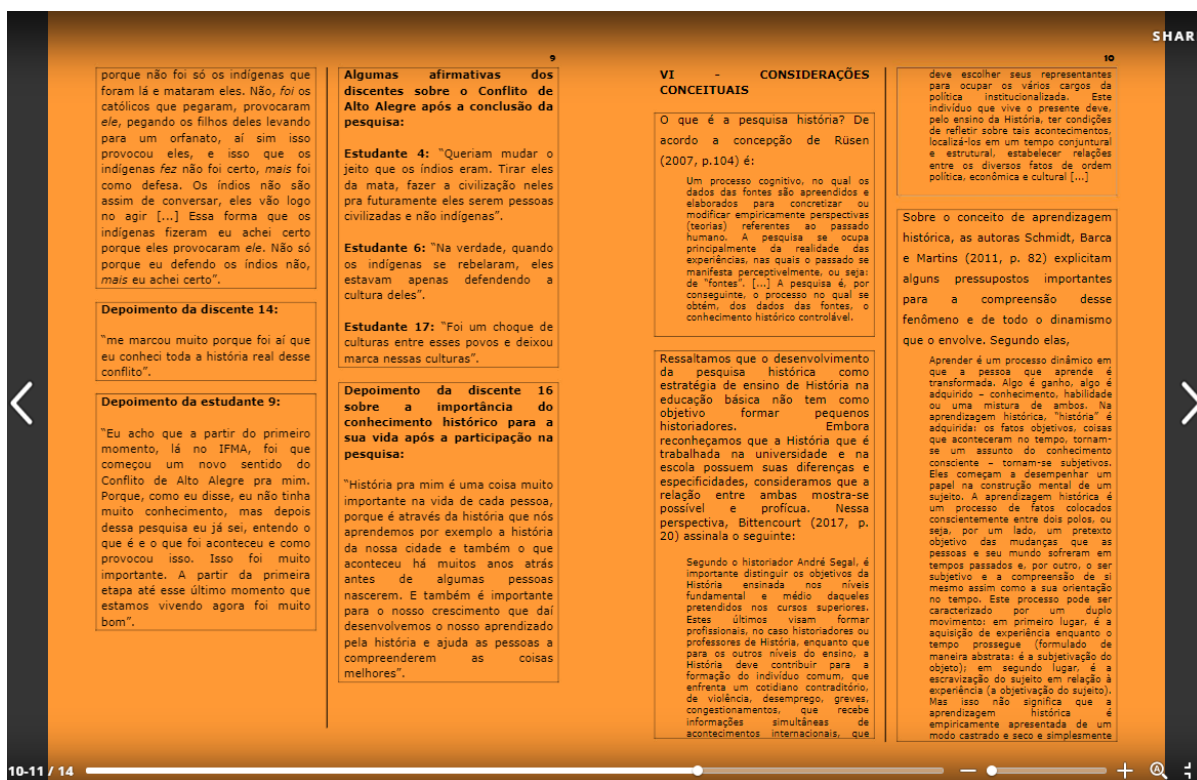 SHAR
9
porque não foi só os indígenas que
foram lá e mataram eles. Não, foi os
católicos que pegaram, provocaram
ele, pegando os filhos deles levando
para um orfanato, aí sim isso
provocou eles, e isso que os
indígenas fez não foi certo, mais foi
como defesa. Os índios não são
assim de conversar, eles vão logo
no agir [...] Essa forma que os
indígenas fizeram eu achei certo
porque eles provocaram ele. Não só
porque eu defendo os índios não,
mais eu achei certo”.
Depoimento da discente 14:
“me marcou muito porque foi aí que
eu conheci toda a história real desse
conflito”.
Depoimento da estudante 9:
“Eu acho que a partir do primeiro
momento, lá no IFMA, foi que
começou um novo sentido do
Conflito de Alto Alegre pra mim.
Porque, como eu disse, eu não tinha
muito conhecimento, mas depois
dessa pesquisa eu já sei, entendo o
que é e o que foi aconteceu e como
provocou isso. Isso foi muito
importante. A partir da primeira
etapa até esse último momento que
estamos vivendo agora foi muito
bom”.
Algumas afirmativas dos
discentes sobre o Conflito de
Alto Alegre após a conclusão da
pesquisa:
Estudante 4: “Queriam mudar o
jeito que os índios eram. Tirar eles
da mata, fazer a civilização neles
pra futuramente eles serem pessoas
civilizadas e não indígenas”.
Estudante 6: “Na verdade, quando
os indígenas se rebelaram, eles
estavam apenas defendendo a
cultura deles”.
Estudante 17: “Foi um choque de
culturas entre esses povos e deixou
marca nessas culturas”.
Depoimento da discente 16
sobre a importância do
conhecimento histórico para a
sua vida após a participação na
pesquisa:
“História pra mim é uma coisa muito
importante na vida de cada pessoa,
porque é através da história que nós
aprendemos por exemplo a história
da nossa cidade e também o que
aconteceu há muitos anos atrás
antes de algumas pessoas
nascerem. E também é importante
para o nosso crescimento que daí
desenvolvemos o nosso aprendizado
pela história e ajuda as pessoas a
compreenderem as coisas
melhores”.
10
VI - CONSIDERAÇÕES
CONCEITUAIS
O que é a pesquisa história? De
acordo a concepção de Rüsen
(2007, p.104) é:
Um processo cognitivo, no qual os
dados das fontes são apreendidos e
elaborados para concretizar ou
modificar empiricamente perspectivas
(teorias) referentes ao passado
humano. A pesquisa se ocupa
principalmente da realidade das
experiências, nas quais o passado se
manifesta perceptivelmente, ou seja:
de “fontes”. [...] A pesquisa é, por
conseguinte, o processo no qual se
obtém, dos dados das fontes, o
conhecimento histórico controlável.
Ressaltamos que o desenvolvimento
da pesquisa histórica como
estratégia de ensino de História na
educação básica não tem como
objetivo formar pequenos
historiadores. Embora
reconheçamos que a História que é
trabalhada na universidade e na
escola possuem suas diferenças e
especificidades, consideramos que a
relação entre ambas mostra-se
possível e profícua. Nessa
perspectiva, Bittencourt (2017, p.
20) assinala o seguinte:
Segundo o historiador André Segal, é
importante distinguir os objetivos da
História ensinada nos níveis
fundamental e médio daqueles
pretendidos nos cursos superiores.
Estes últimos visam formar
profissionais, no caso historiadores ou
professores de História, enquanto que
para os outros níveis do ensino, a
História deve contribuir para a
formação do indivíduo comum, que
enfrenta um cotidiano contraditório,
de violência, desemprego, greves,
congestionamentos, que recebe
informações simultâneas de
acontecimentos internacionais, que
deve escolher seus representantes
para ocupar os vários cargos da
política institucionalizada. Este
indivíduo que vive o presente deve,
pelo ensino da História, ter condições
de refletir sobre tais acontecimentos,
localizá-los em um tempo conjuntural
e estrutural, estabelecer relações
entre os diversos fatos de ordem
política, econômica e cultural [...]
Sobre o conceito de aprendizagem
histórica, as autoras Schmidt, Barca
e Martins (2011, p. 82) explicitam
alguns pressupostos importantes
para a compreensão desse
fenômeno e de todo o dinamismo
que o envolve. Segundo elas,
Aprender é um processo dinâmico em
que a pessoa que aprende é
transformada. Algo é ganho, algo é
adquirido – conhecimento, habilidade
ou uma mistura de ambos. Na
aprendizagem histórica, “história” é
adquirida: os fatos objetivos, coisas
que aconteceram no tempo, tornam-
se um assunto do conhecimento
consciente – tornam-se subjetivos.
Eles começam a desempenhar um
papel na construção mental de um
sujeito. A aprendizagem histórica é
um processo de fatos colocados
conscientemente entre dois polos, ou
seja, por um lado, um pretexto
objetivo das mudanças que as
pessoas e seu mundo sofreram em
tempos passados e, por outro, o ser
subjetivo e a compreensão de si
mesmo assim como a sua orientação
no tempo. Este processo pode ser
caracterizado por um duplo
movimento: em primeiro lugar, é a
aquisição de experiência enquanto o
tempo prossegue (formulado de
maneira abstrata: é a subjetivação do
objeto); em segundo lugar, é a
escravização do sujeito em relação à
experiência (a objetivação do sujeito).
Mas isso não significa que a
aprendizagem histórica é
empiricamente apresentada de um
modo castrado e seco e simplesmente
10-11 / 14